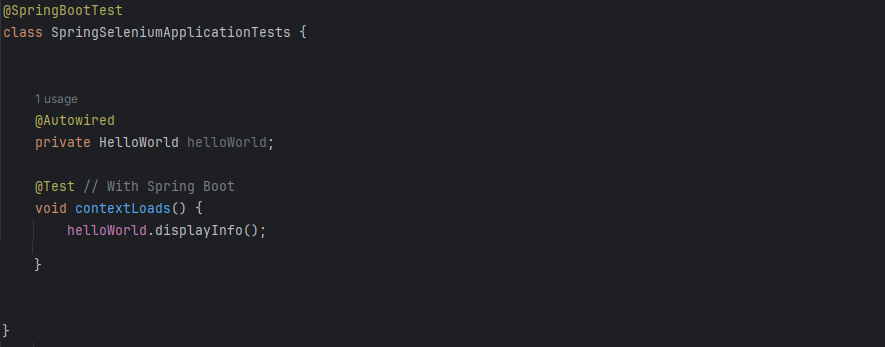 @SpringBootTest
class SpringSeleniumApplicationTests {
1 usage
@Autowired
private HelloWorld helloWorld;
@Test // With Spring Boot
void contextLoads() {
helloWorld.displayInfo();
}
}